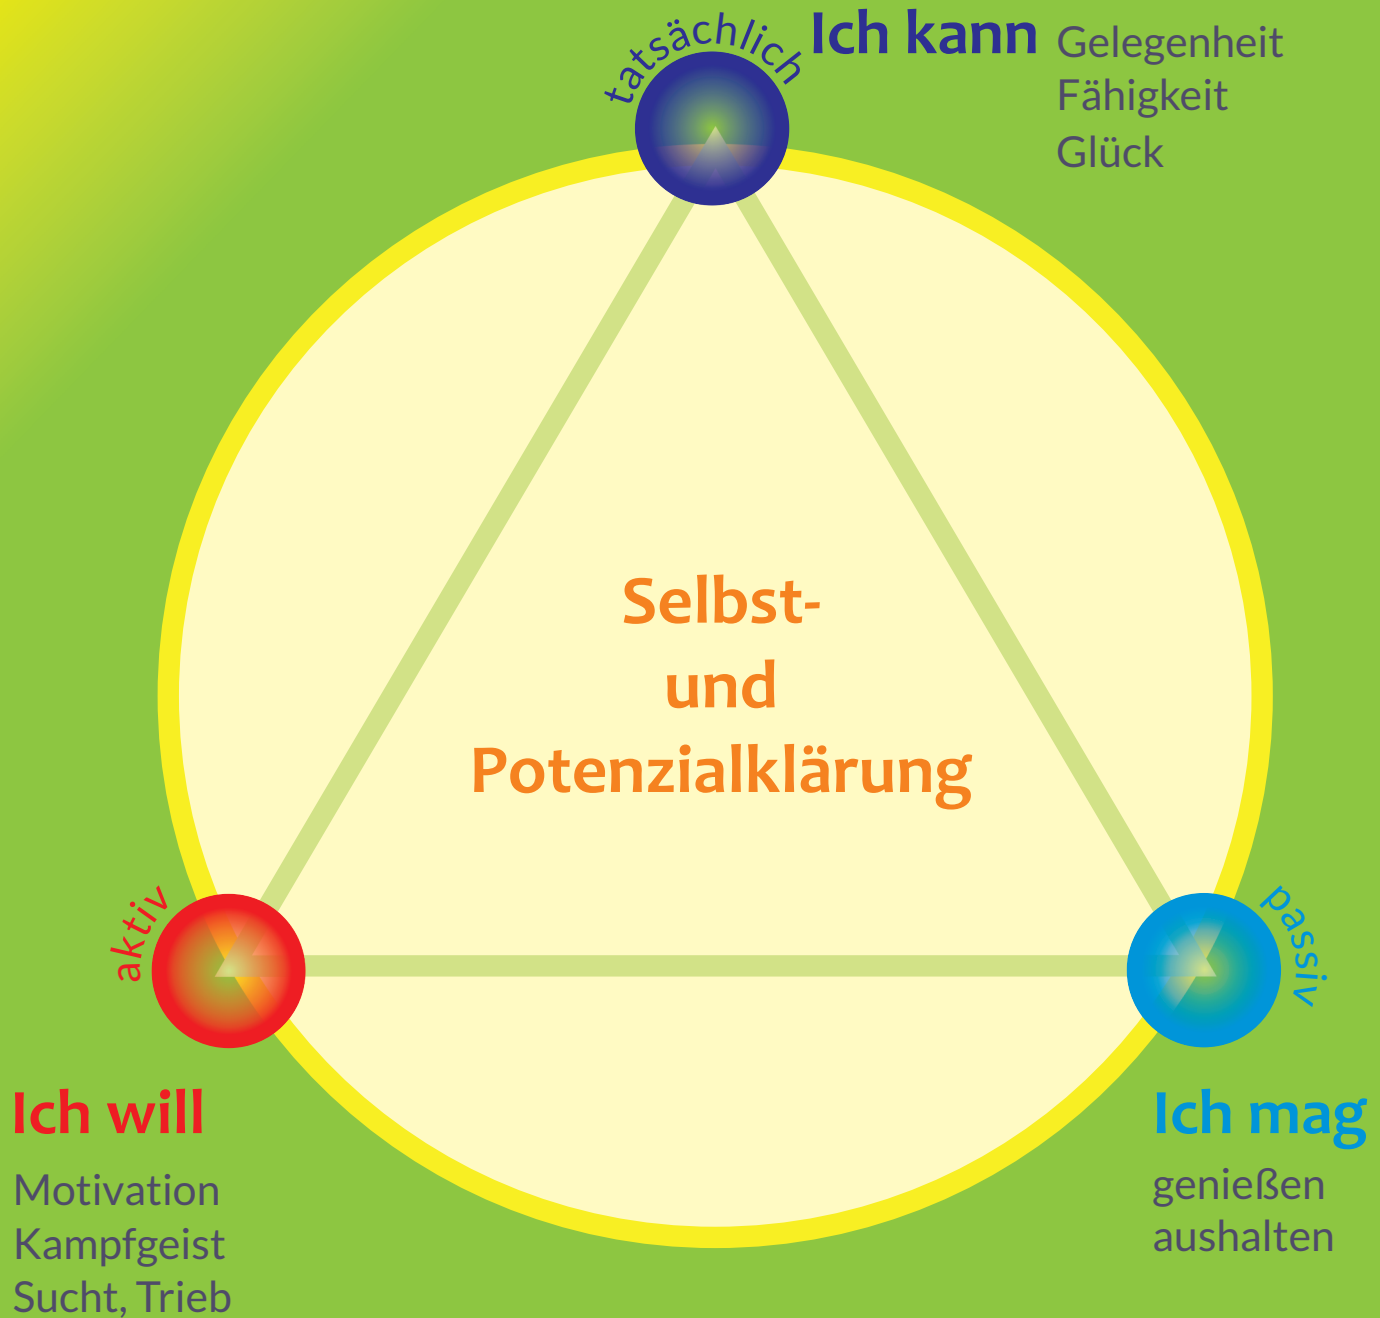 tatsächlich
Ich kann
Gelegenheit
Fähigkeit
Glück
Selbst-
und
Potenzialklärung
aktiv
Ich will
Motivation
Kampfgeist
Sucht, Trieb
passiv
Ich mag
genießen
aushalten